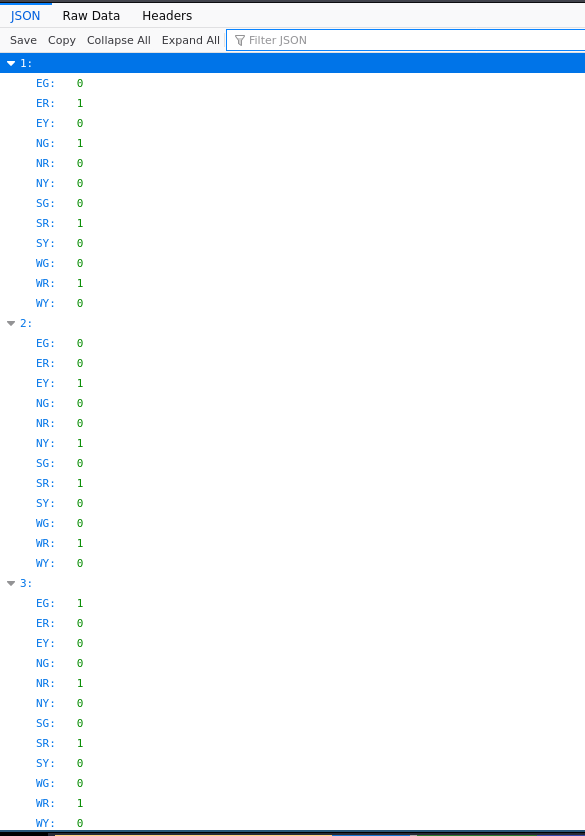 JSON Raw Data Headers
Save Copy Collapse All Expand All Filter JSON
1:
EG: 0
ER: 1
EY: 0
NG: 1
NR: 0
NY: 0
SG: 0
SR: 1
SY: 0
WG: 0
WR: 1
WY: 0
2:
EG: 0
ER: 0
EY: 1
NG: 0
NR: 0
NY: 1
SG: 0
SR: 1
SY: 0
WG: 0
WR: 1
WY: 0
3:
EG: 1
ER: 0
EY: 0
NG: 0
NR: 1
NY: 0
SG: 0
SR: 1
SY: 0
WG: 0
WR: 1
WY: 0